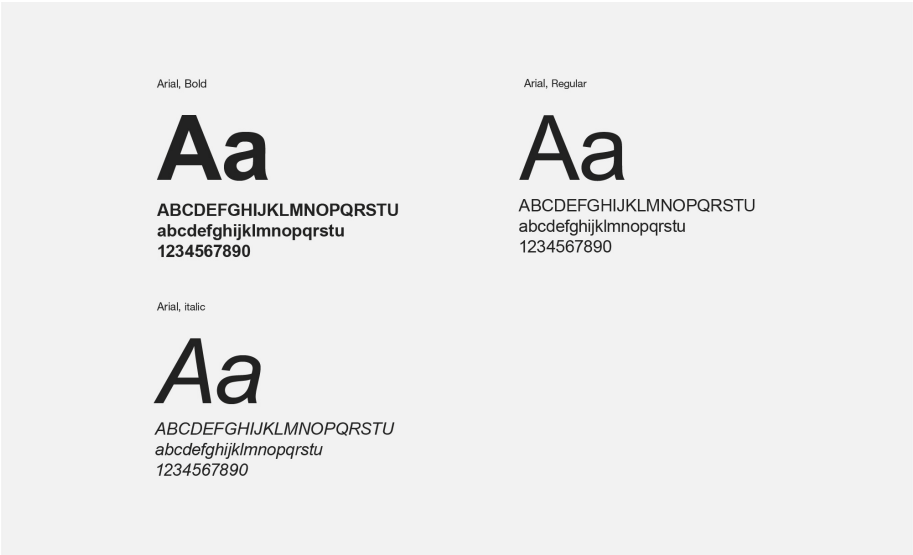 Arial, Bold
Aa
ABCDEFGHIJKLMNOPQRSTU
abcdefghijklmnopqrstu
1234567890
Arial, Regular
Aa
ABCDEFGHIJKLMNOPQRSTU
abcdefghijklmnopqrstu
1234567890
Arial, italic
Aa
ABCDEFGHIJKLMNOPQRSTU
abcdefghijklmnopqrstu
1234567890